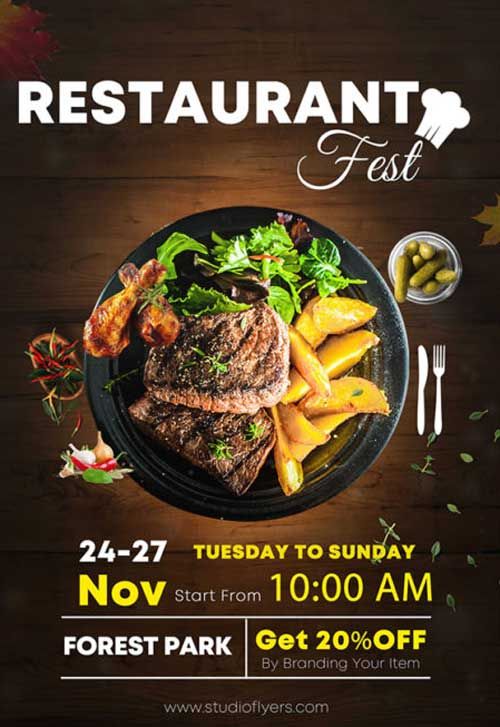 RESTAURANT
Fest
24-27
TUESDAY TO SUNDAY
Nov Start From 10:00 AM
FOREST PARK
Get 20%OFF
By Branding Your Item
www.studioflyers.com